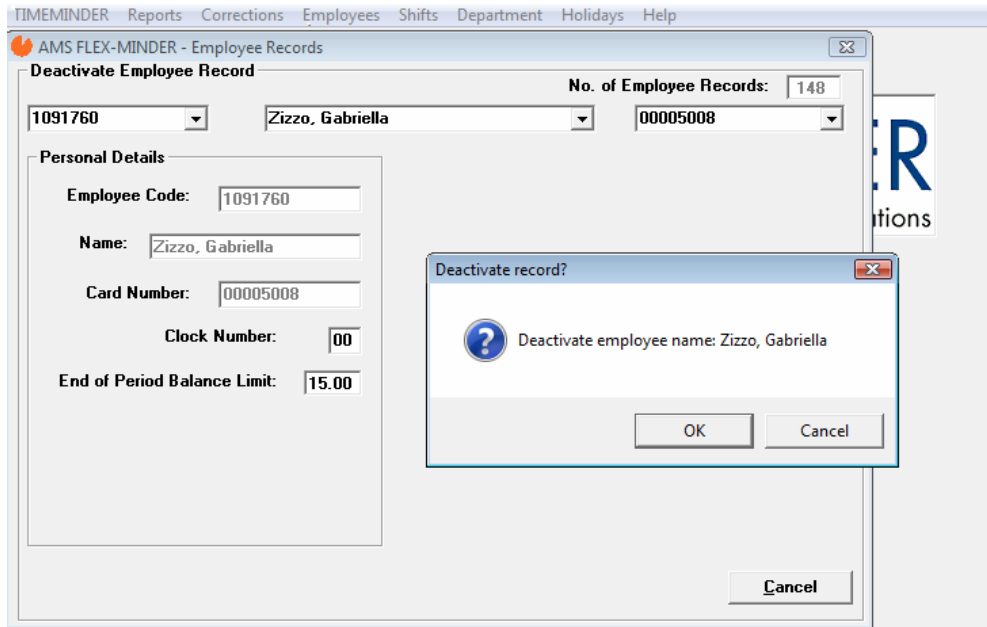 TIMEMINDER Reports Corrections Employees Shifts Department Holidays Help
AMS FLEX-MINDER - Employee Records
Deactivate Employee Record
No. of Employee Records: 148
1091760 Zizzo, Gabriella 00005008
Personal Details
Employee Code: 1091760
Name: Zizzo, Gabriella
Card Number: 00005008
Clock Number: 00
End of Period Balance Limit: 15.00
Deactivate record?
Deactivate employee name: Zizzo, Gabriella
OK Cancel
Cancel